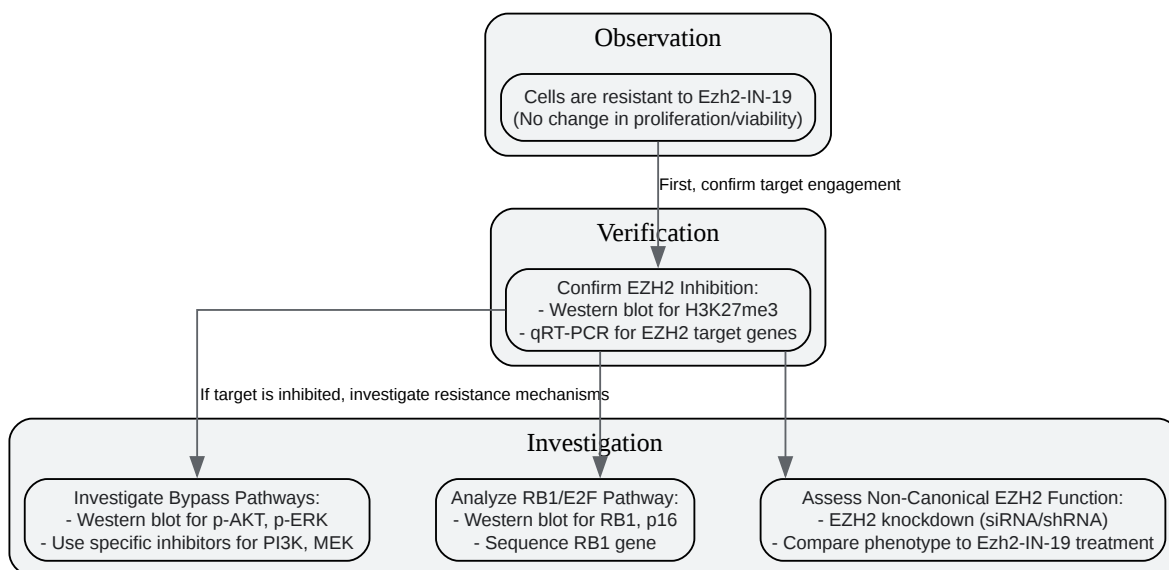 Observation
Cells are resistant to Ezh2-IN-19
(No change in proliferation/viability)
First, confirm target engagement
Verification
Confirm EZH2 Inhibition:
- Western blot for H3K27me3
- qRT-PCR for EZH2 target genes
If target is inhibited, investigate resistance mechanisms
Investigation
Investigate Bypass Pathways:
- Western blot for p-AKT, p-ERK
- Use specific inhibitors for PI3K, MEK
Analyze RB1/E2F Pathway:
- Western blot for RB1, p16
- Sequence RB1 gene
Assess Non-Canonical EZH2 Function:
- EZH2 knockdown (siRNA/shRNA)
- Compare phenotype to Ezh2-IN-19 treatment